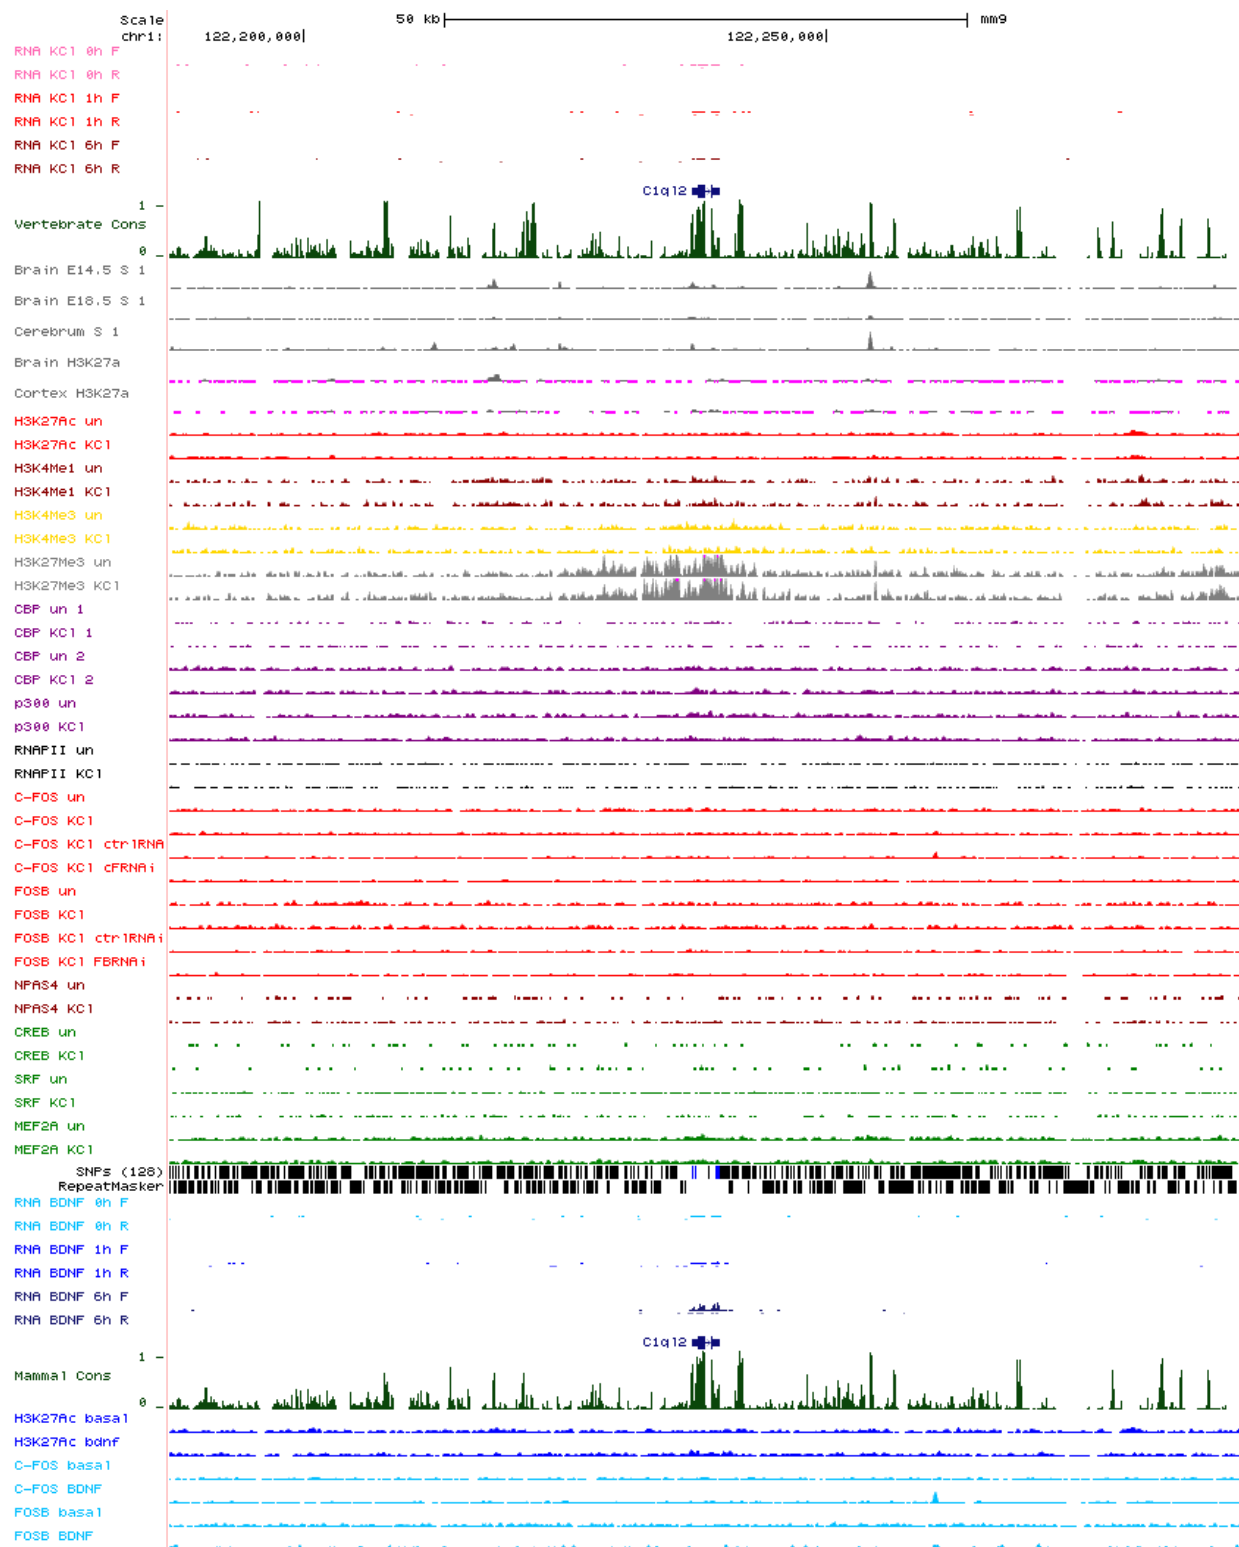 Scale 50 kb mm9
chr1: 122,200,000| 122,250,000|
RNA KCl 0h F
RNA KCl 0h R
RNA KCl 1h F
RNA KCl 1h R
RNA KCl 6h F
RNA KCl 6h R
C1ql2
1 _
Vertebrate Cons
0 _
Brain E14.5 S 1
Brain E18.5 S 1
Cerebrum S 1
Brain H3K27a
Cortex H3K27a
H3K27Ac un
H3K27Ac KCl
H3K4Me1 un
H3K4Me1 KCl
H3K4Me3 un
H3K4Me3 KCl
H3K27Me3 un
H3K27Me3 KCl
CBP un 1
CBP KCl 1
CBP un 2
CBP KCl 2
p300 un
p300 KCl
RNAPII un
RNAPII KCl
C-FOS un
C-FOS KCl
C-FOS KCl ctrlRNA
C-FOS KCl cFRNAi
FOSB un
FOSB KCl
FOSB KCl ctrlRNAi
FOSB KCl FBRNAi
NPAS4 un
NPAS4 KCl
CREB un
CREB KCl
SRF un
SRF KCl
MEF2A un
MEF2A KCl
SNPs (128)
RepeatMasker
RNA BDNF 0h F
RNA BDNF 0h R
RNA BDNF 1h F
RNA BDNF 1h R
RNA BDNF 6h F
RNA BDNF 6h R
C1ql2
1 _
Mammal Cons
0 _
H3K27Ac basal
H3K27Ac bdnf
C-FOS basal
C-FOS BDNF
FOSB basal
FOSB BDNF